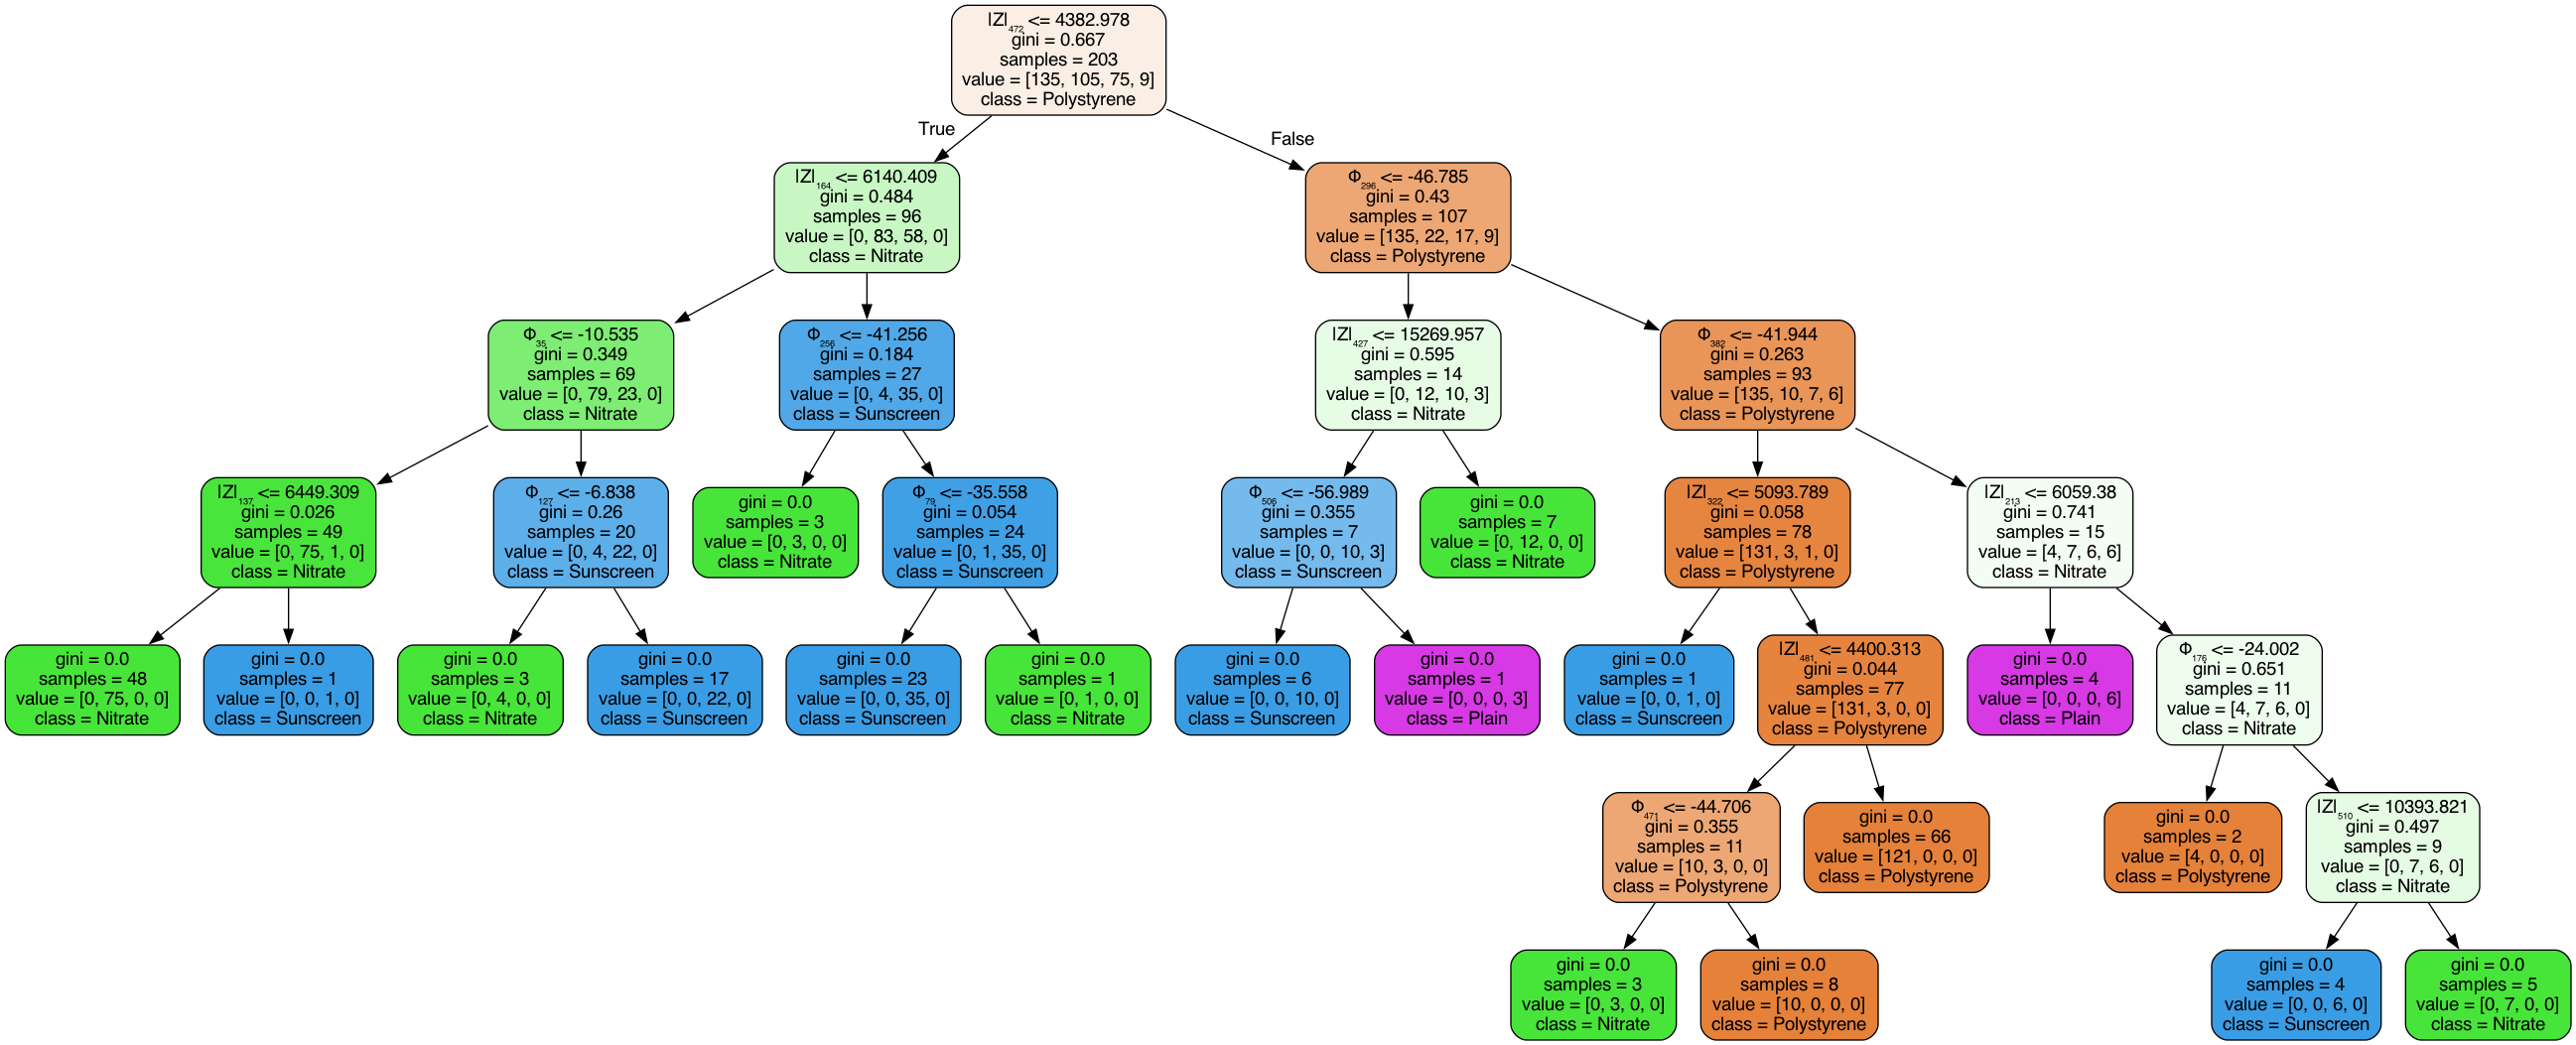 |Z|₄₇₂ <= 4382.978
gini = 0.667
samples = 203
value = [135, 105, 75, 9]
class = Polystyrene
True
False
|Z|₁₆₄ <= 6140.409
gini = 0.484
samples = 96
value = [0, 83, 58, 0]
class = Nitrate
Φ₂₉₆ <= -46.785
gini = 0.43
samples = 107
value = [135, 22, 17, 9]
class = Polystyrene
Φ₃₅ <= -10.535
gini = 0.349
samples = 69
value = [0, 79, 23, 0]
class = Nitrate
Φ₂₅₆ <= -41.256
gini = 0.184
samples = 27
value = [0, 4, 35, 0]
class = Sunscreen
|Z|₄₂₇ <= 15269.957
gini = 0.595
samples = 14
value = [0, 12, 10, 3]
class = Nitrate
Φ₃₈₂ <= -41.944
gini = 0.263
samples = 93
value = [135, 10, 7, 6]
class = Polystyrene
|Z|₁₃₇ <= 6449.309
gini = 0.026
samples = 49
value = [0, 75, 1, 0]
class = Nitrate
Φ₁₂₇ <= -6.838
gini = 0.26
samples = 20
value = [0, 4, 22, 0]
class = Sunscreen
gini = 0.0
samples = 3
value = [0, 3, 0, 0]
class = Nitrate
Φ₇₉ <= -35.558
gini = 0.054
samples = 24
value = [0, 1, 35, 0]
class = Sunscreen
Φ₅₀₆ <= -56.989
gini = 0.355
samples = 7
value = [0, 0, 10, 3]
class = Sunscreen
gini = 0.0
samples = 7
value = [0, 12, 0, 0]
class = Nitrate
|Z|₃₂₂ <= 5093.789
gini = 0.058
samples = 78
value = [131, 3, 1, 0]
class = Polystyrene
|Z|₂₁₃ <= 6059.38
gini = 0.741
samples = 15
value = [4, 7, 6, 6]
class = Nitrate
gini = 0.0
samples = 48
value = [0, 75, 0, 0]
class = Nitrate
gini = 0.0
samples = 1
value = [0, 0, 1, 0]
class = Sunscreen
gini = 0.0
samples = 3
value = [0, 4, 0, 0]
class = Nitrate
gini = 0.0
samples = 17
value = [0, 0, 22, 0]
class = Sunscreen
gini = 0.0
samples = 23
value = [0, 0, 35, 0]
class = Sunscreen
gini = 0.0
samples = 1
value = [0, 1, 0, 0]
class = Nitrate
gini = 0.0
samples = 6
value = [0, 0, 10, 0]
class = Sunscreen
gini = 0.0
samples = 1
value = [0, 0, 0, 3]
class = Plain
gini = 0.0
samples = 1
value = [0, 0, 1, 0]
class = Sunscreen
|Z|₄₈₁ <= 4400.313
gini = 0.044
samples = 77
value = [131, 3, 0, 0]
class = Polystyrene
gini = 0.0
samples = 4
value = [0, 0, 0, 6]
class = Plain
Φ₁₇₆ <= -24.002
gini = 0.651
samples = 11
value = [4, 7, 6, 0]
class = Nitrate
Φ₄₇₁ <= -44.706
gini = 0.355
samples = 11
value = [10, 3, 0, 0]
class = Polystyrene
gini = 0.0
samples = 66
value = [121, 0, 0, 0]
class = Polystyrene
gini = 0.0
samples = 2
value = [4, 0, 0, 0]
class = Polystyrene
|Z|₅₁₀ <= 10393.821
gini = 0.497
samples = 9
value = [0, 7, 6, 0]
class = Nitrate
gini = 0.0
samples = 3
value = [0, 3, 0, 0]
class = Nitrate
gini = 0.0
samples = 8
value = [10, 0, 0, 0]
class = Polystyrene
gini = 0.0
samples = 4
value = [0, 0, 6, 0]
class = Sunscreen
gini = 0.0
samples = 5
value = [0, 7, 0, 0]
class = Nitrate